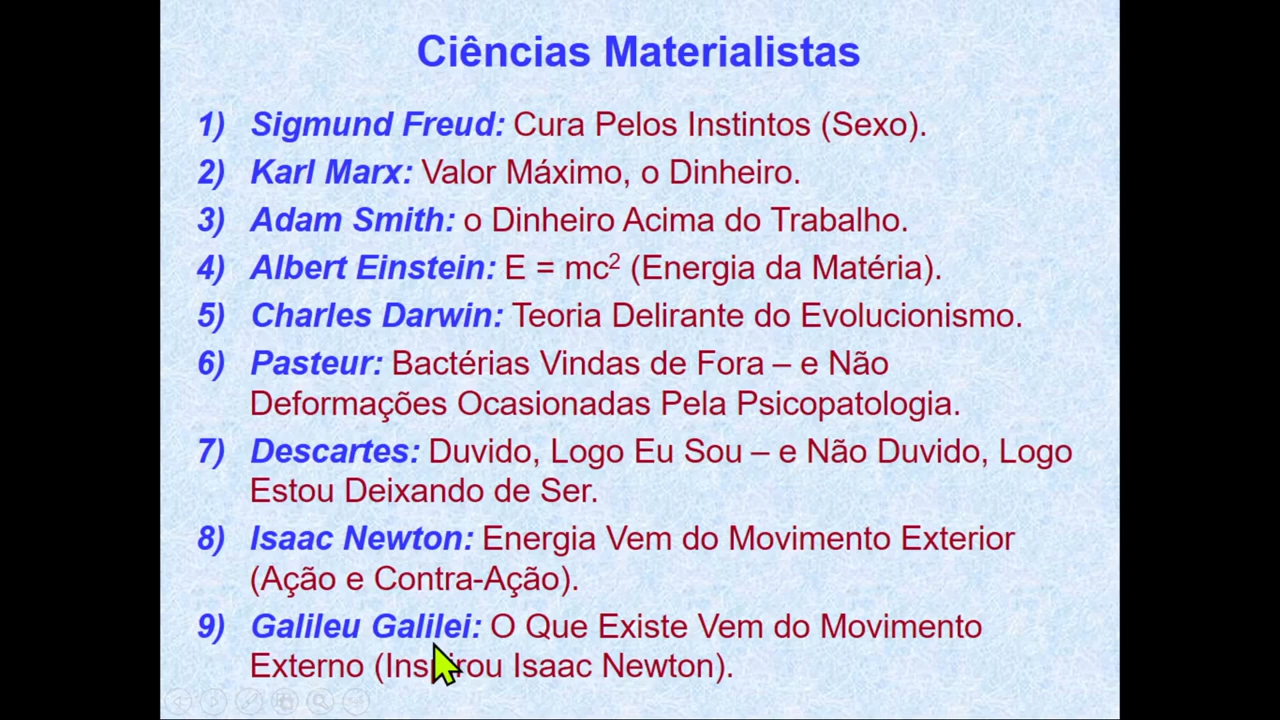 Ciências Materialistas
1) Sigmund Freud: Cura Pelos Instintos (Sexo).
2) Karl Marx: Valor Máximo, o Dinheiro.
3) Adam Smith: o Dinheiro Acima do Trabalho.
4) Albert Einstein: E = mc² (Energia da Matéria).
5) Charles Darwin: Teoria Delirante do Evolucionismo.
6) Pasteur: Bactérias Vindas de Fora – e Não
Deformações Ocasionadas Pela Psicopatologia.
7) Descartes: Duvido, Logo Eu Sou – e Não Duvido, Logo
Estou Deixando de Ser.
8) Isaac Newton: Energia Vem do Movimento Exterior
(Ação e Contra-Ação).
9) Galileu Galilei: O Que Existe Vem do Movimento
Externo (Inspirou Isaac Newton).